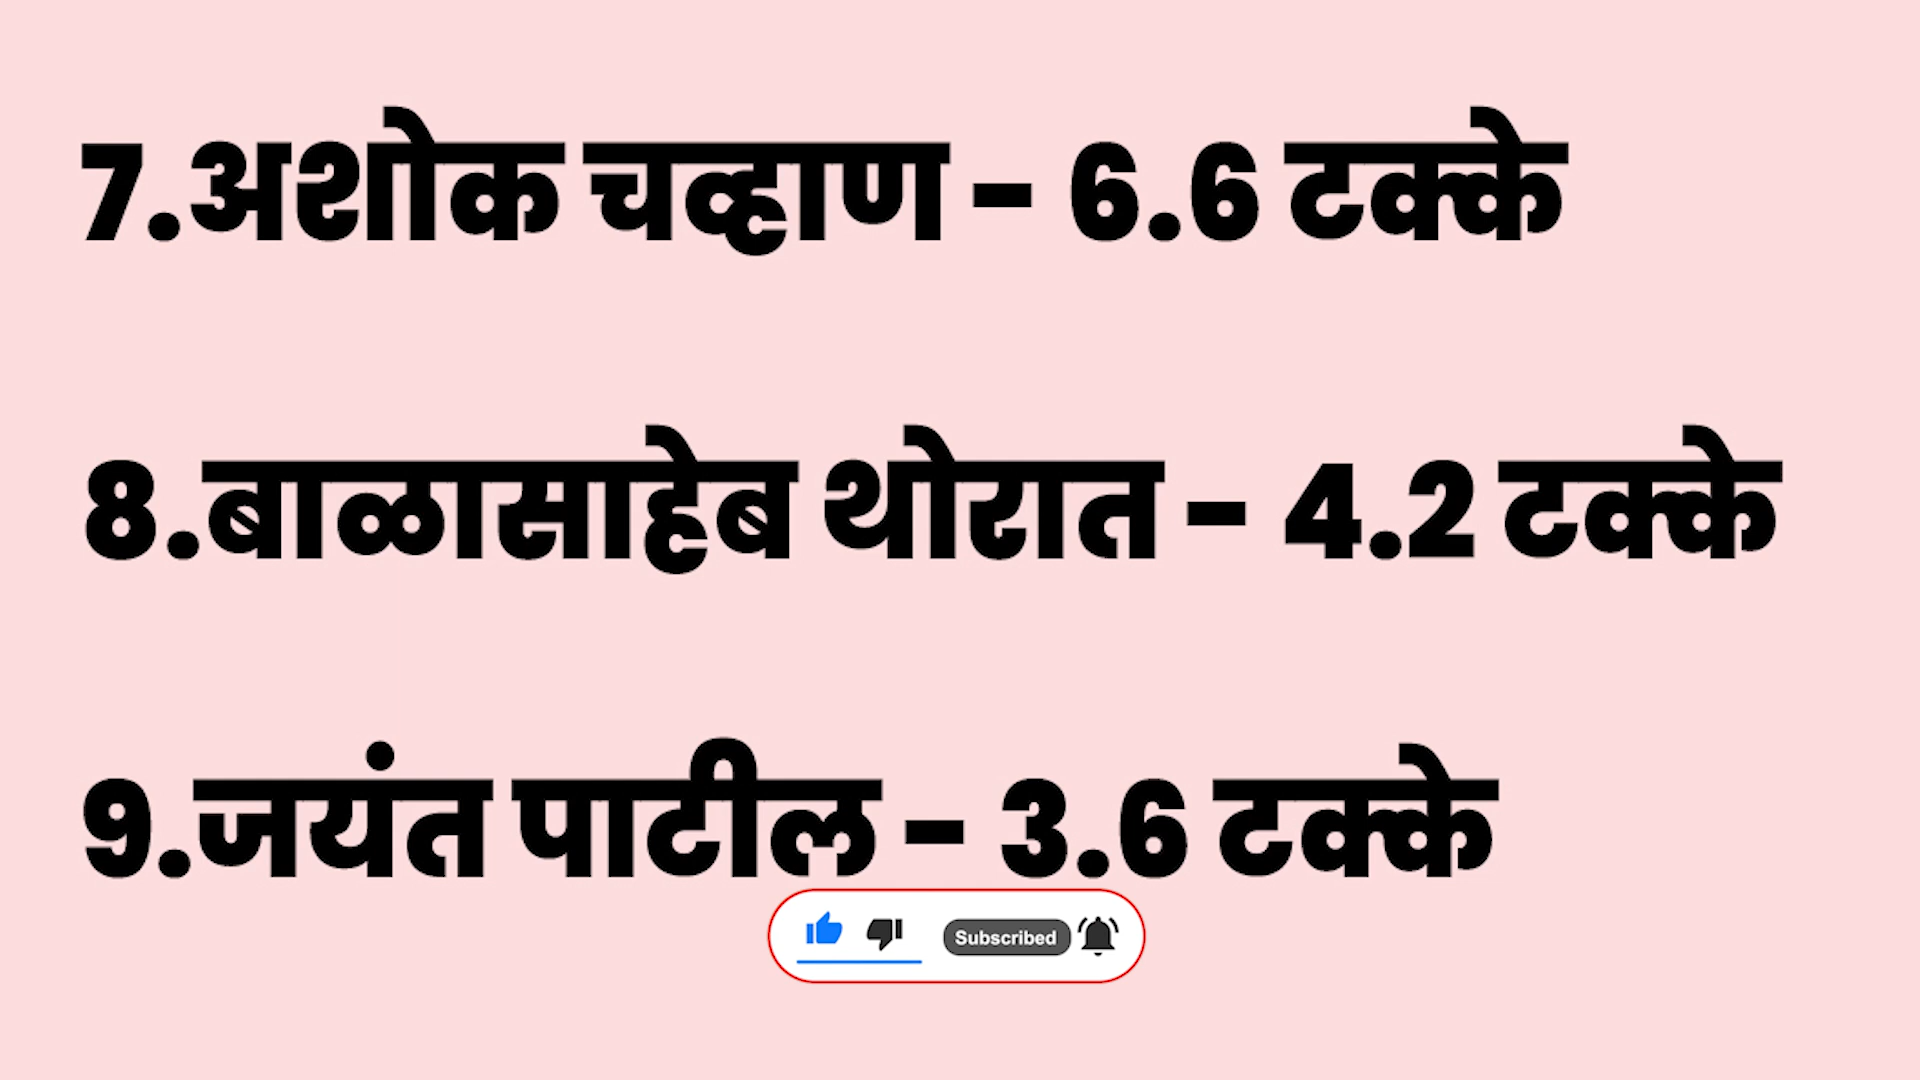 7.अशोक चव्हाण - 6.6 टक्के
8.बाळासाहेब थोरात - 4.2 टक्के
9.जयंत पाटील - 3.6 टक्के
Subscribed